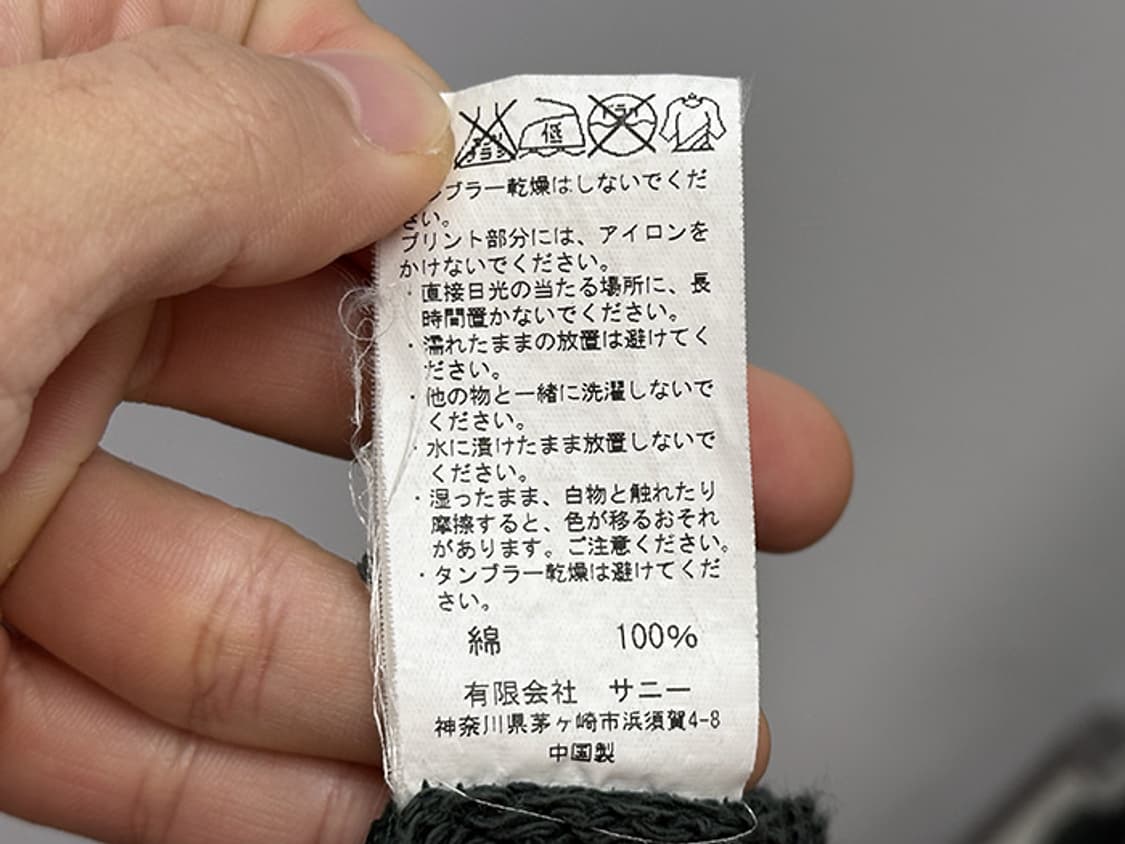 低 ドライ
ンブラー乾燥はしないでくだ
さい。
プリント部分には、アイロンを
かけないでください。
・直接日光の当たる場所に、長
時間置かないでください。
・濡れたままの放置は避けてく
ださい。
・他の物と一緒に洗濯しないで
ください。
・水に漬けたまま放置しないで
ください。
・湿ったまま、白物と触れたり
摩擦すると、色が移るおそれ
があります。ご注意ください。
・タンブラー乾燥は避けてくだ
さい。
綿 100%
有限会社 サニー
神奈川県茅ヶ崎市浜須賀4-8
中国製